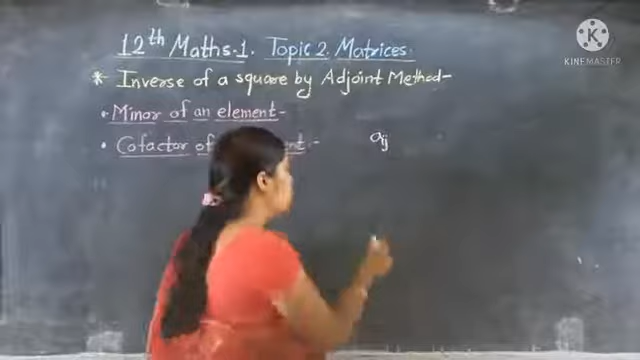 12th Maths.1. Topic 2. Matrices.
* Inverse of a square by Adjoint Method-
• Minor of an element-
• Cofactor of
aij
KINEMASTER